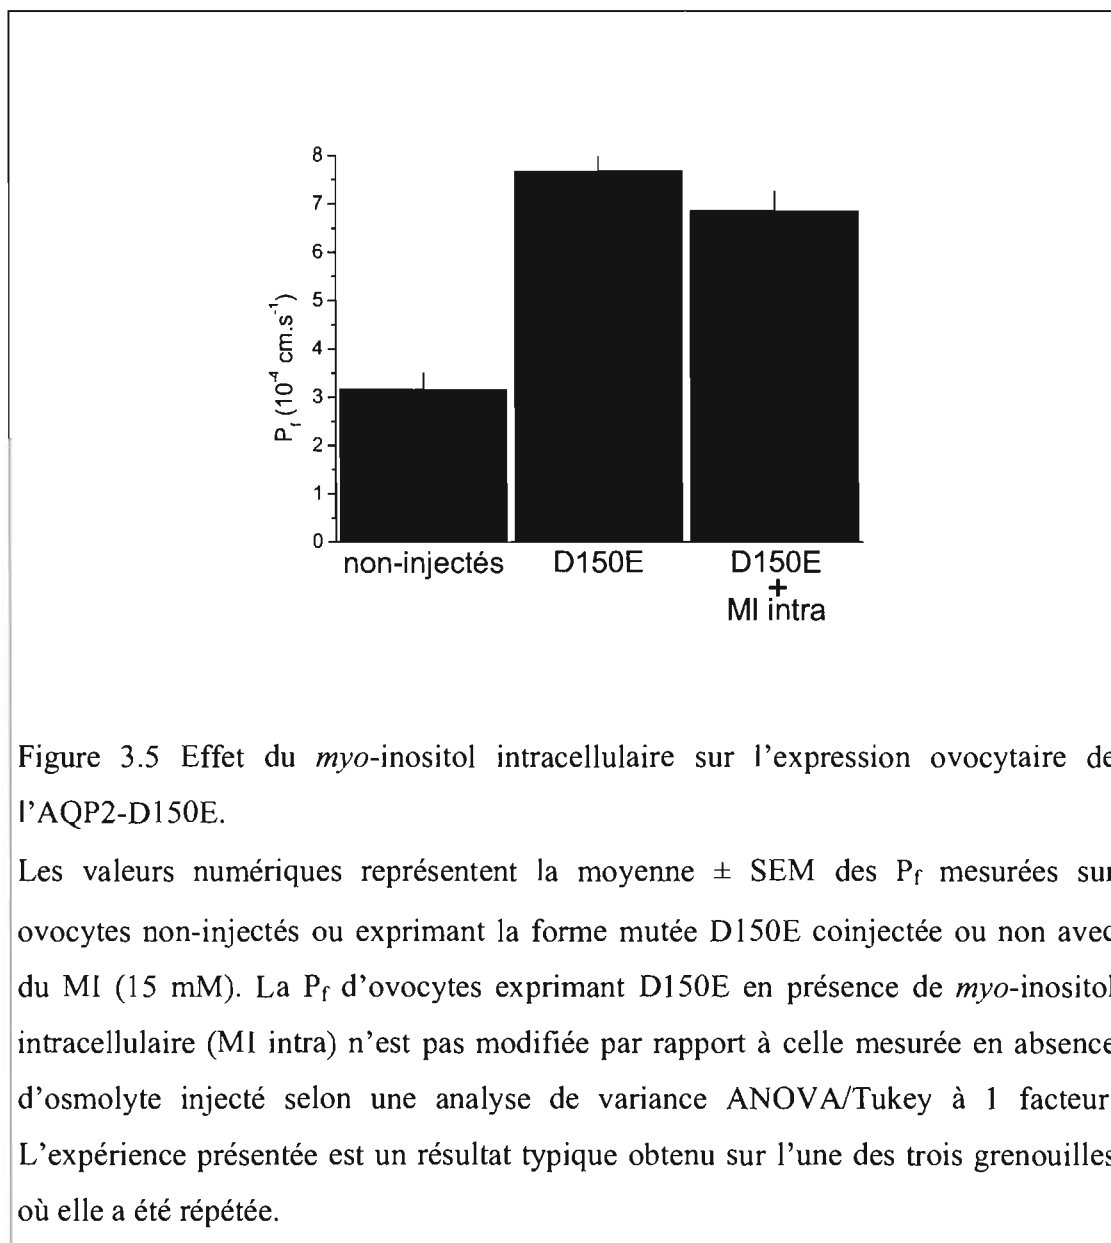 8
7
6
5
4
3
2
1
0
P_f (10^-4 cm.s^-1)
non-injectés D150E D150E
+
MI intra
Figure 3.5 Effet du myo-inositol intracellulaire sur l'expression ovocytaire de
l'AQP2-D150E.
Les valeurs numériques représentent la moyenne ± SEM des P_f mesurées sur
ovocytes non-injectés ou exprimant la forme mutée D150E coinjectée ou non avec
du MI (15 mM). La P_f d'ovocytes exprimant D150E en présence de myo-inositol
intracellulaire (MI intra) n'est pas modifiée par rapport à celle mesurée en absence
d'osmolyte injecté selon une analyse de variance ANOVA/Tukey à 1 facteur
L'expérience présentée est un résultat typique obtenu sur l'une des trois grenouilles
où elle a été répétée.